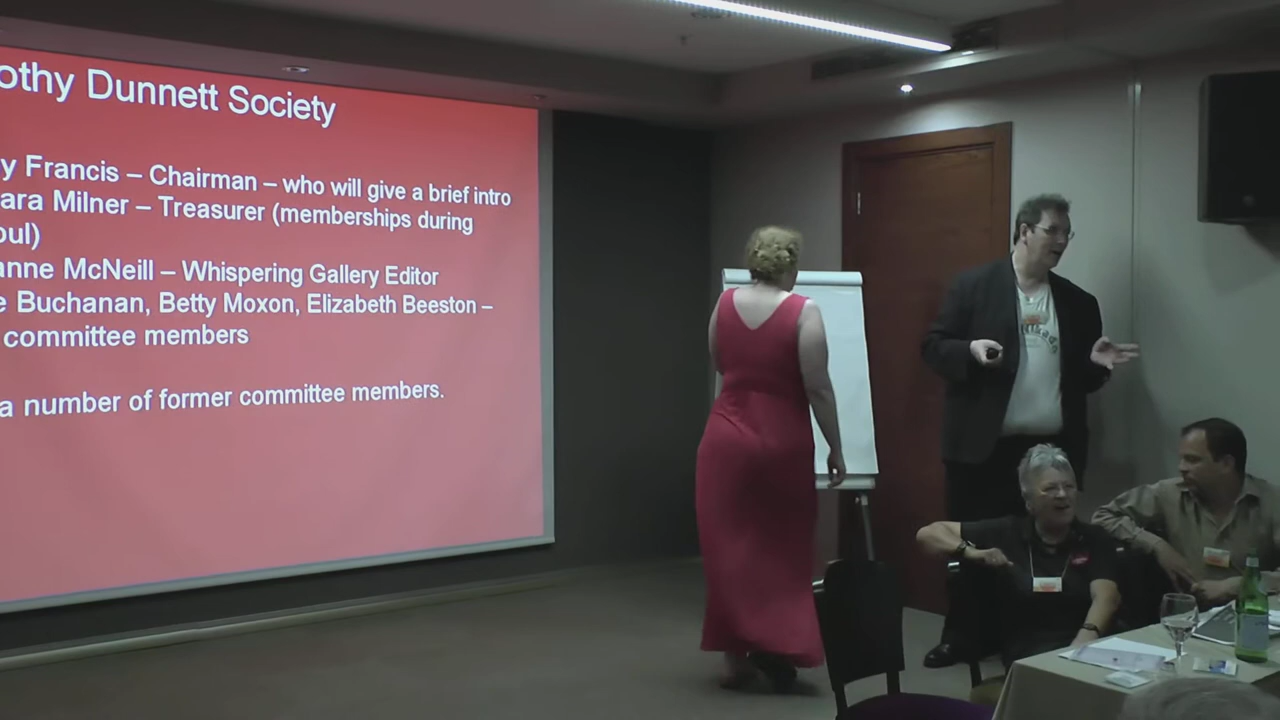 othy Dunnett Society
y Francis – Chairman – who will give a brief intro
ara Milner – Treasurer (memberships during
oul)
anne McNeill – Whispering Gallery Editor
e Buchanan, Betty Moxon, Elizabeth Beeston –
committee members
a number of former committee members.